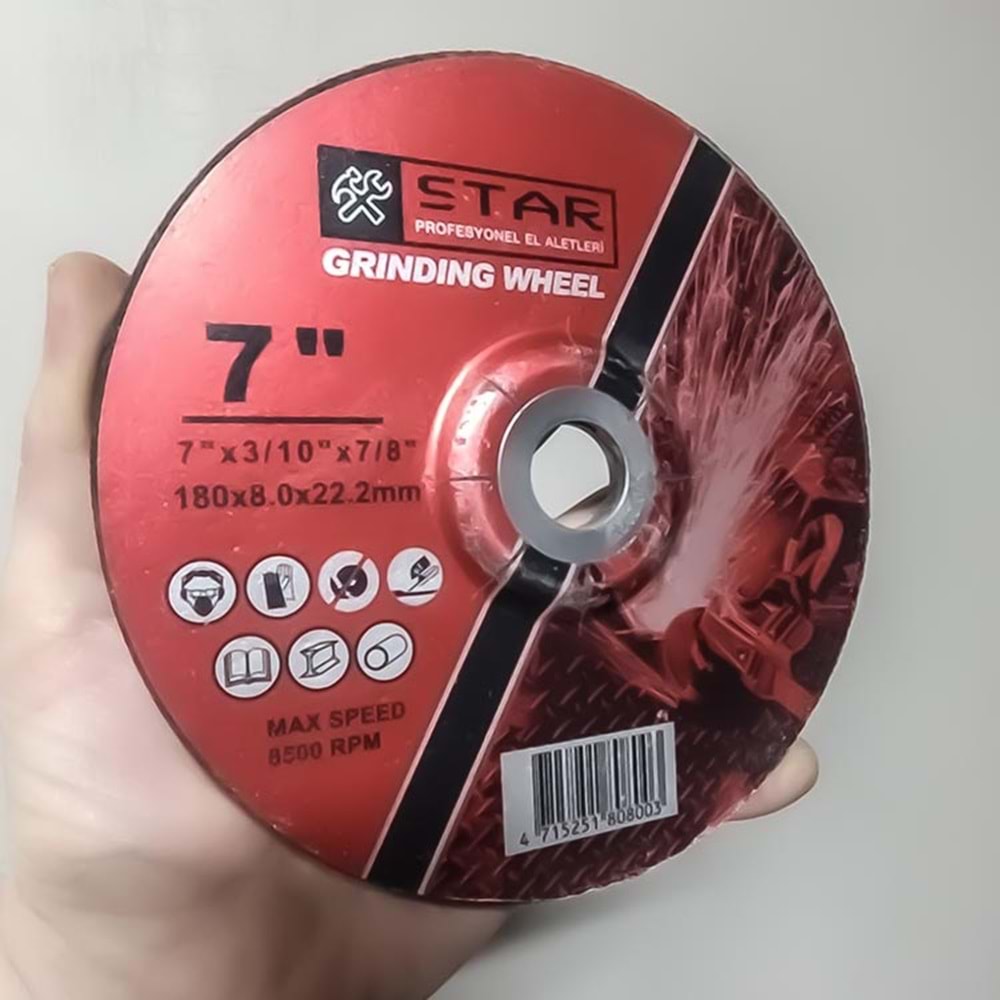 STAR
PROFESYONEL EL ALETLERİ
GRINDING WHEEL
7"
7"x3/10"x7/8"
180x8.0x22.2mm
MAX SPEED
8500 RPM
4 715251 808003